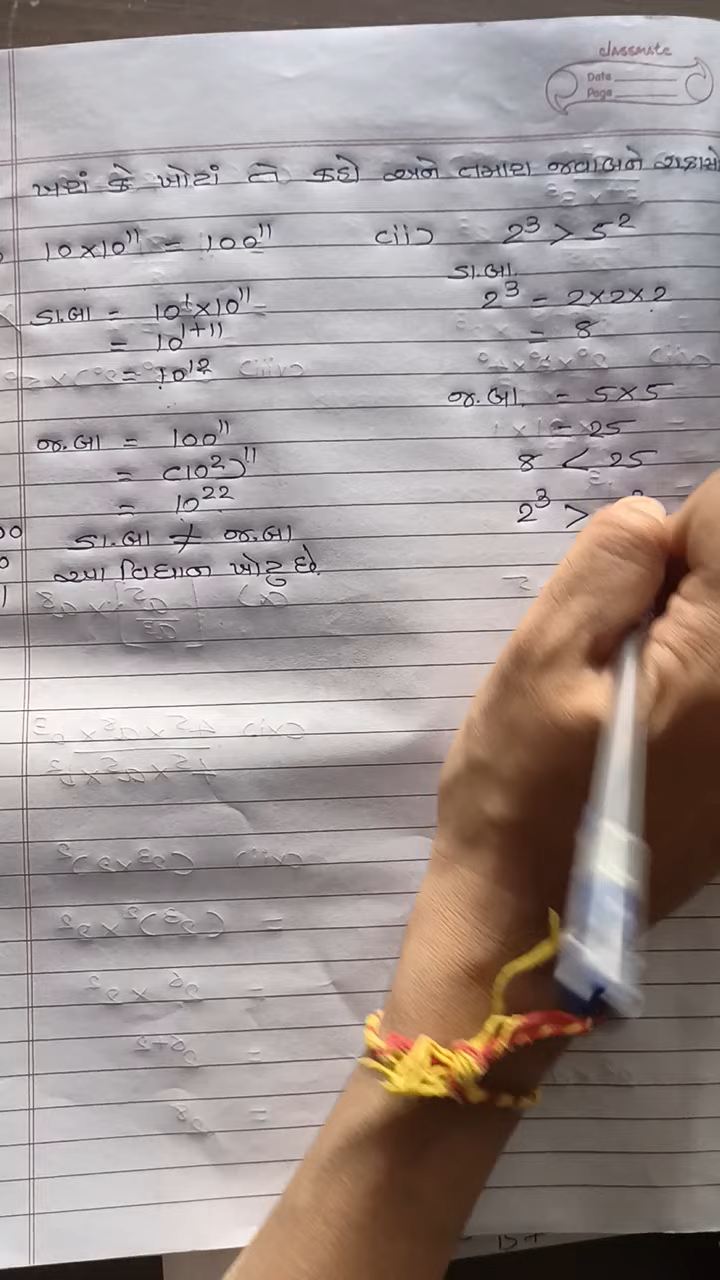 classmate
Date
Page
ખરાં કે ખોટાં તે કહો અને તમારા જવાબને ચકાસો
10×10¹¹ = 100¹¹
ડા.બા = 10¹×10¹¹
= 10¹⁺¹¹
= 10¹²
જ.બા = 100¹¹
= (10²)¹¹
= 10²²
ડા.બા ≠ જ.બા
આ વિધાન ખોટુ છે.
(ii) 2³ > 5²
ડા.બા.
2³ = 2×2×2
= 8
જ.બા. = 5×5
= 25
8 < 25
2³ >